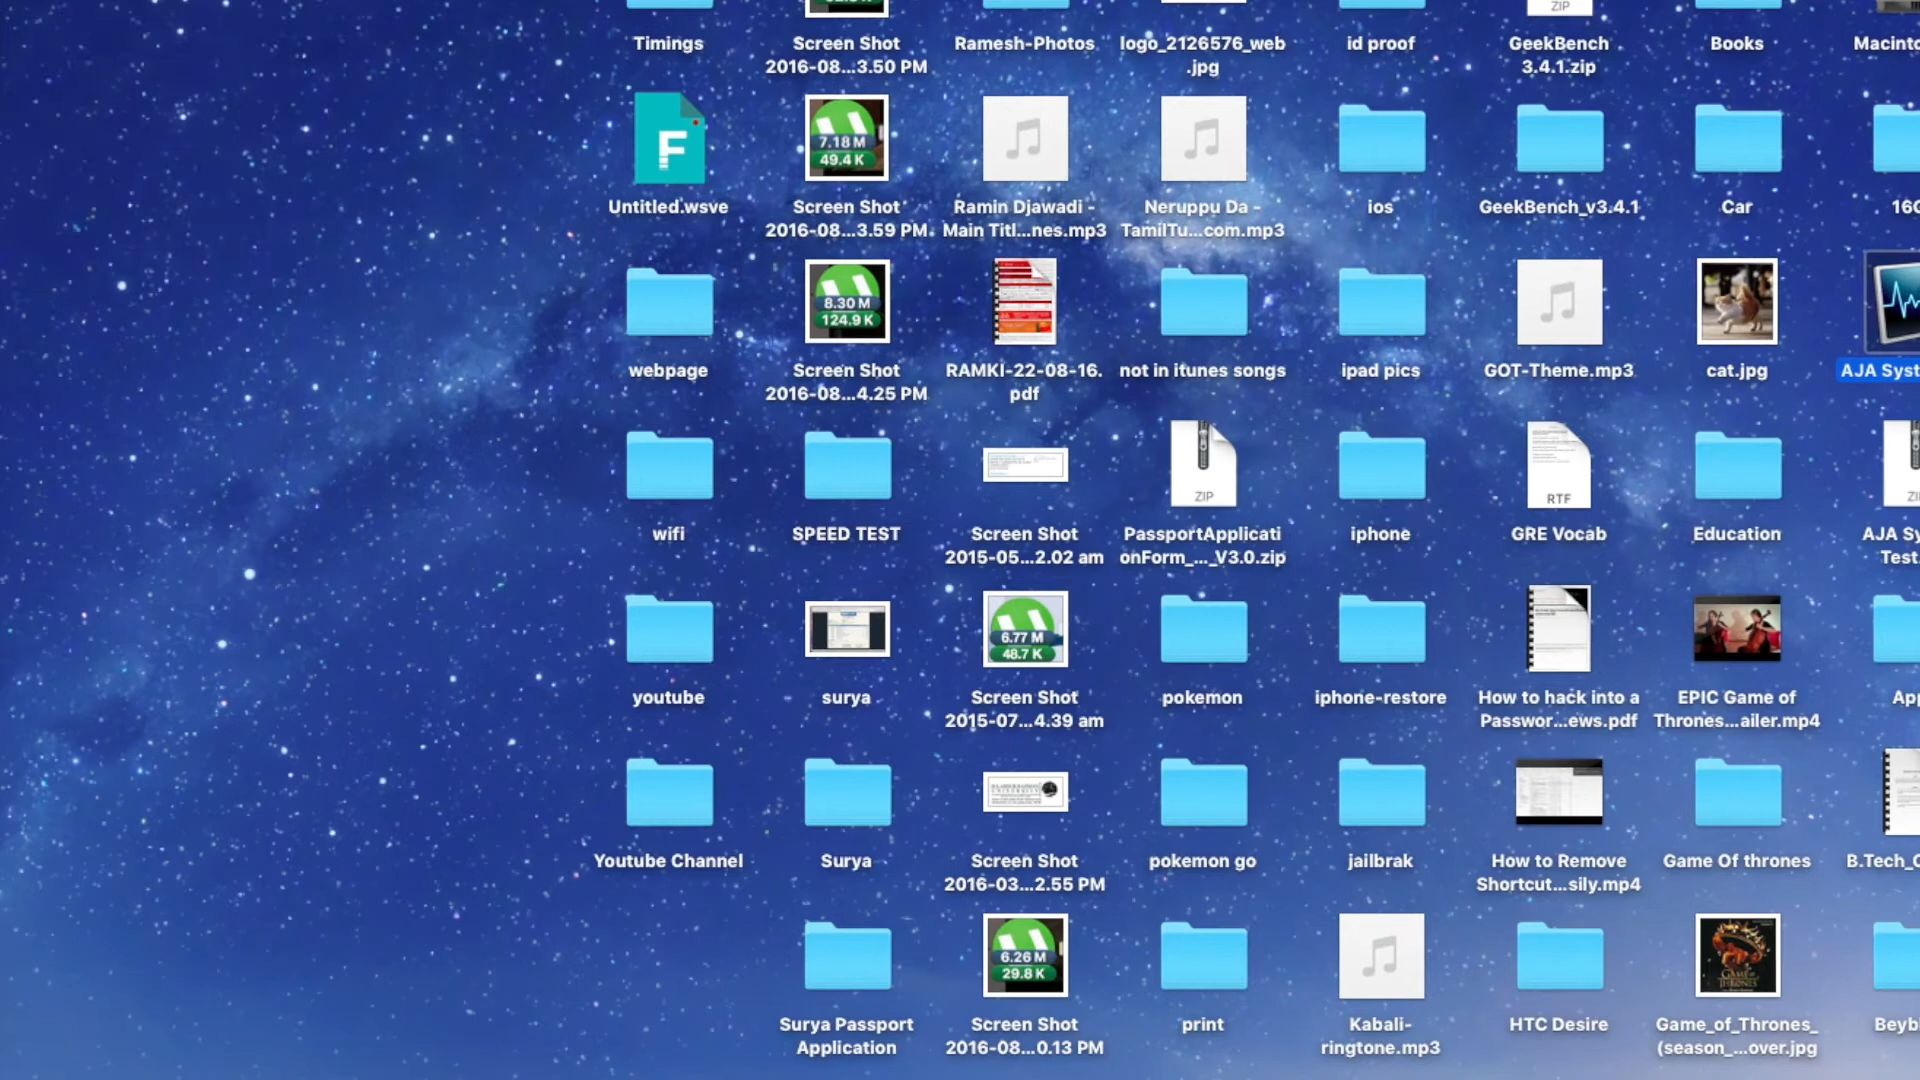 Timings
Screen Shot
2016-08...3.50 PM
Ramesh-Photos
logo_2126576_web
.jpg
id proof
ZIP
GeekBench
3.4.1.zip
Books
Macinto
F
Untitled.wsve
7.18 M
49.4 K
Screen Shot
2016-08...3.59 PM
Ramin Djawadi -
Main Titl...nes.mp3
Neruppu Da -
TamilTu...com.mp3
ios
GeekBench_v3.4.1
Car
webpage
8.30 M
124.9 K
Screen Shot
2016-08...4.25 PM
RAMKI-22-08-16.
pdf
not in itunes songs
ipad pics
GOT-Theme.mp3
cat.jpg
AJA Syst
wifi
SPEED TEST
Screen Shot
2015-05...2.02 am
ZIP
PassportApplicati
onForm_..._V3.0.zip
iphone
RTF
GRE Vocab
Education
AJA Sy
Test.
youtube
surya
6.77 M
48.7 K
Screen Shot
2015-07...4.39 am
pokemon
iphone-restore
How to hack into a
Passwor...ews.pdf
EPIC Game of
Thrones...ailer.mp4
Youtube Channel
Surya
Screen Shot
2016-03...2.55 PM
pokemon go
jailbrak
How to Remove
Shortcut...sily.mp4
Game Of thrones
B.Tech_C
Surya Passport
Application
6.26 M
29.8 K
Screen Shot
2016-08...0.13 PM
print
Kabali-
ringtone.mp3
HTC Desire
GAME OF
THRONES
Game_of_Thrones_
(season_...over.jpg
Beyb